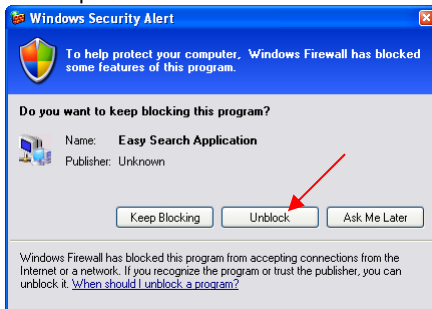 Windows Security Alert
To help protect your computer, Windows Firewall has blocked
some features of this program.
Do you want to keep blocking this program?
Name: Easy Search Application
Publisher: Unknown
Keep Blocking Unblock Ask Me Later
Windows Firewall has blocked this program from accepting connections from the
Internet or a network. If you recognize the program or trust the publisher, you can
unblock it. When should I unblock a program?